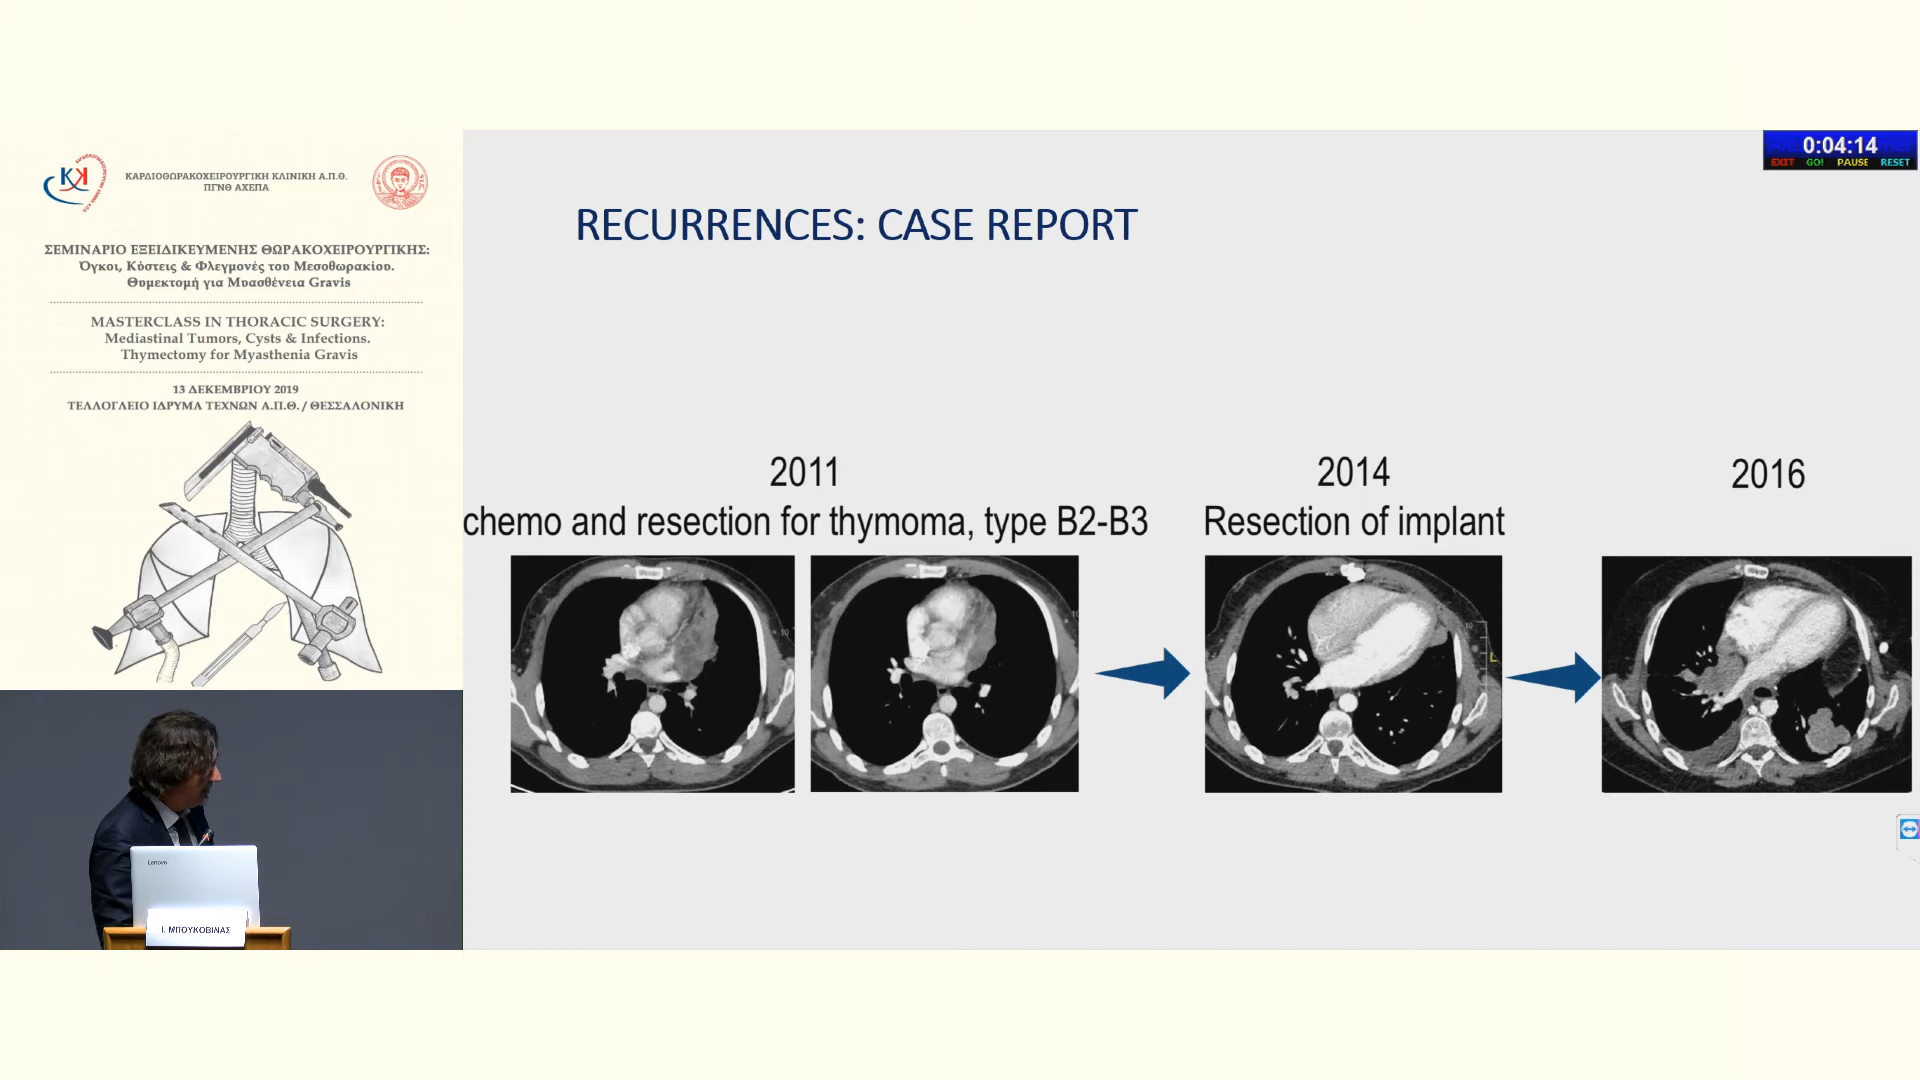 KK
ΚΑΡΔΙΟΘΩΡΑΚΟΧΕΙΡΟΥΡΓΙΚΗ ΚΛΙΝΙΚΗ Α.Π.Θ.
ΠΓΝΘ ΑΧΕΠΑ
ΣΕΜΙΝΑΡΙΟ ΕΞΕΙΔΙΚΕΥΜΕΝΗΣ ΘΩΡΑΚΟΧΕΙΡΟΥΡΓΙΚΗΣ:
Όγκοι, Κύστεις & Φλεγμονές του Μεσοθωρακίου.
Θυμεκτομή για Μυασθένεια Gravis
MASTERCLASS IN THORACIC SURGERY:
Mediastinal Tumors, Cysts & Infections.
Thymectomy for Myasthenia Gravis
13 ΔΕΚΕΜΒΡΙΟΥ 2019
ΤΕΛΛΟΓΛΕΙΟ ΙΔΡΥΜΑ ΤΕΧΝΩΝ Α.Π.Θ. / ΘΕΣΣΑΛΟΝΙΚΗ
Lenovo
Ι. ΜΠΟΥΚΟΒΙΝΑΣ
0:04:14
EXIT GO! PAUSE RESET
RECURRENCES: CASE REPORT
2011
chemo and resection for thymoma, type B2-B3
2014
Resection of implant
2016